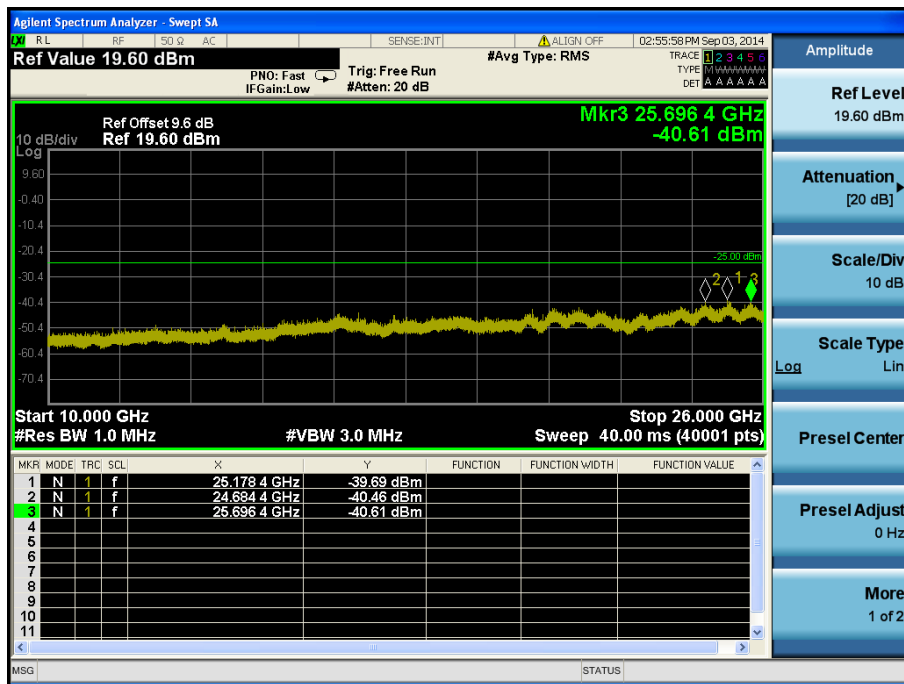 Agilent Spectrum Analyzer - Swept SA
LXI RL RF 50 Ω AC SENSE:INT ALIGN OFF 02:55:58 PM Sep 03, 2014
Ref Value 19.60 dBm
PNO: Fast
IFGain:Low
Trig: Free Run
#Atten: 20 dB
#Avg Type: RMS
TRACE 1 2 3 4 5 6
TYPE M
DET A A A A A A
10 dB/div
Log
Ref Offset 9.6 dB
Ref 19.60 dBm
Mkr3 25.696 4 GHz
-40.61 dBm
9.60
-0.40
-10.4
-20.4
-25.00 dBm
-30.4
2 1 3
-40.4
-50.4
-60.4
-70.4
Start 10.000 GHz Stop 26.000 GHz
#Res BW 1.0 MHz #VBW 3.0 MHz Sweep 40.00 ms (40001 pts)
MKR MODE TRC SCL X Y FUNCTION FUNCTION WIDTH FUNCTION VALUE
1 N 1 f 25.178 4 GHz -39.69 dBm
2 N 1 f 24.684 4 GHz -40.46 dBm
3 N 1 f 25.696 4 GHz -40.61 dBm
4
5
6
7
8
9
10
11
MSG STATUS
Amplitude
Ref Level
19.60 dBm
Attenuation
[20 dB]
Scale/Div
10 dB
Scale Type
Log Lin
Presel Center
Presel Adjust
0 Hz
More
1 of 2